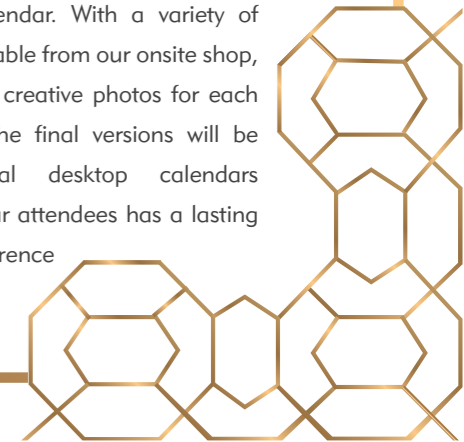 endar. With a variety of
able from our onsite shop,
creative photos for each
he final versions will be
al desktop calendars
ar attendees has a lasting
rence